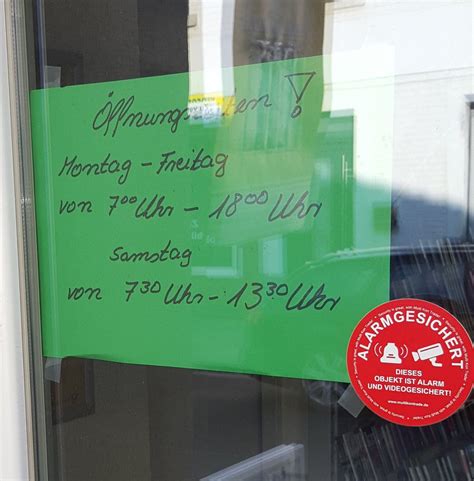 Öffnungszeiten !
Montag - Freitag
von 7⁰⁰ Uhr - 18⁰⁰ Uhr
Samstag
von 7³⁰ Uhr - 13³⁰ Uhr
ALARMGESICHERT
DIESES
OBJEKT IST ALARM
UND VIDEOGESICHERT!